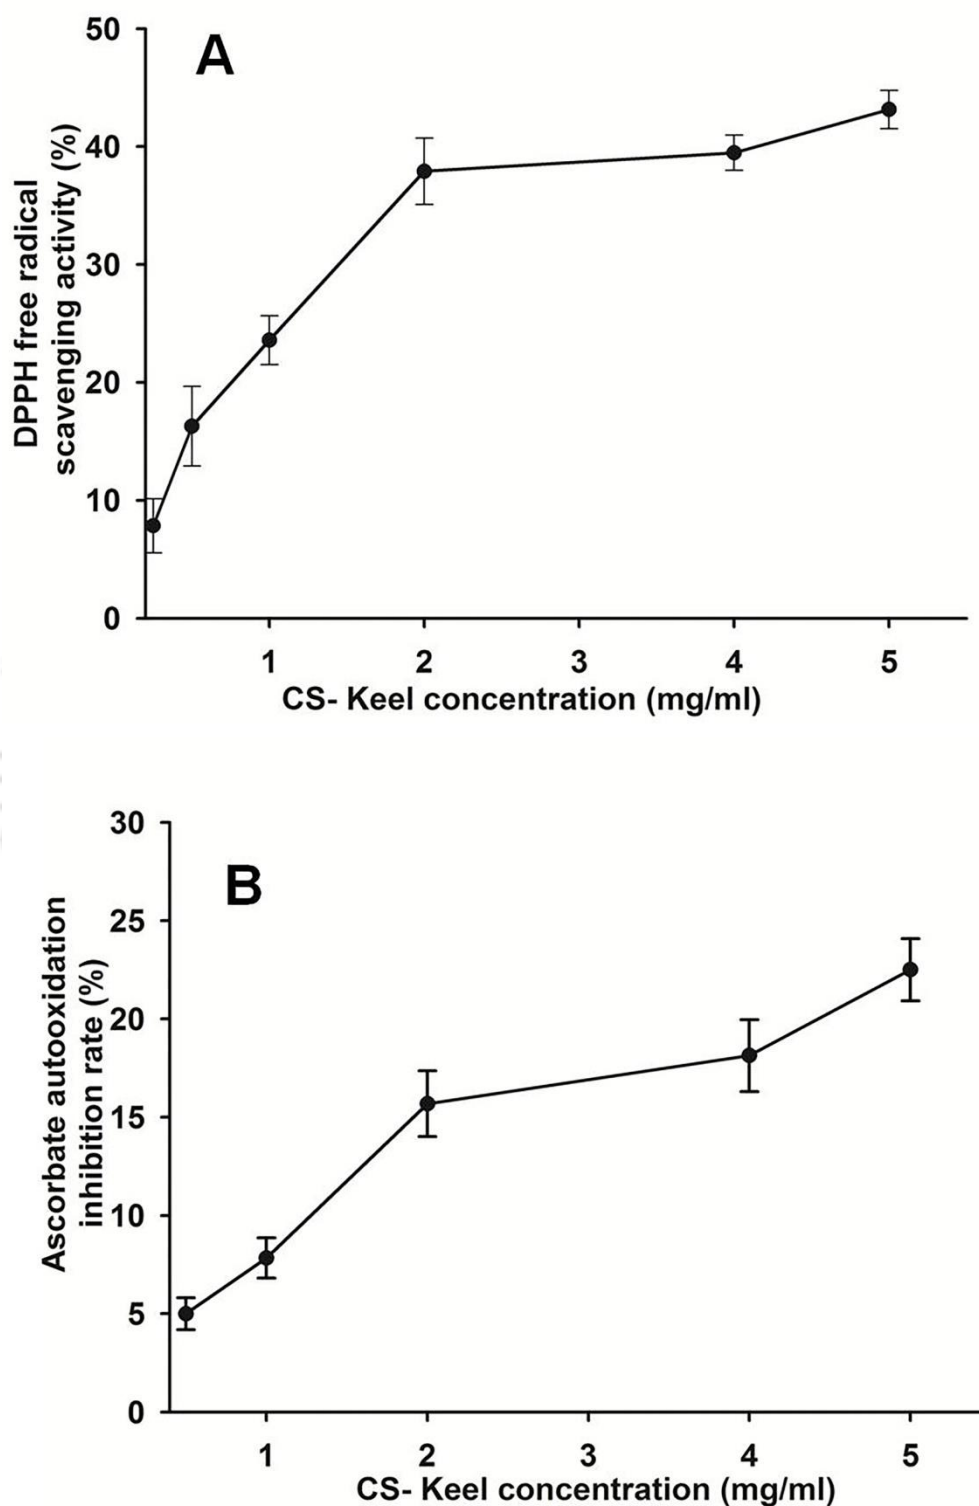 A
50
40
30
20
10
0
DPPH free radical
scavenging activity (%)
1 2 3 4 5
CS- Keel concentration (mg/ml)
B
30
25
20
15
10
5
0
Ascorbate autooxidation
inhibition rate (%)
1 2 3 4 5
CS- Keel concentration (mg/ml)